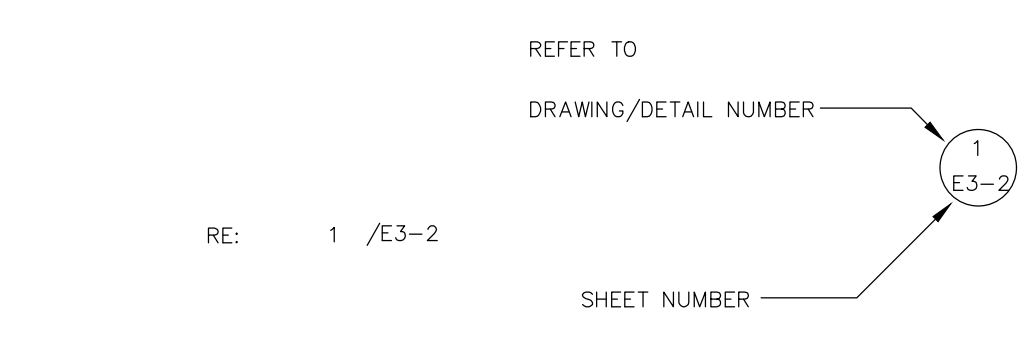 REFER TO
DRAWING/DETAIL NUMBER
1
E3-2
RE: 1 /E3-2
SHEET NUMBER